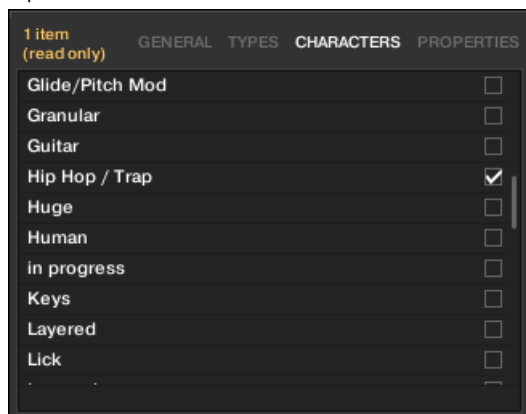 1 item
(read only)
GENERAL TYPES CHARACTERS PROPERTIES
Glide/Pitch Mod
Granular
Guitar
Hip Hop / Trap
Huge
Human
in progress
Keys
Layered
Lick